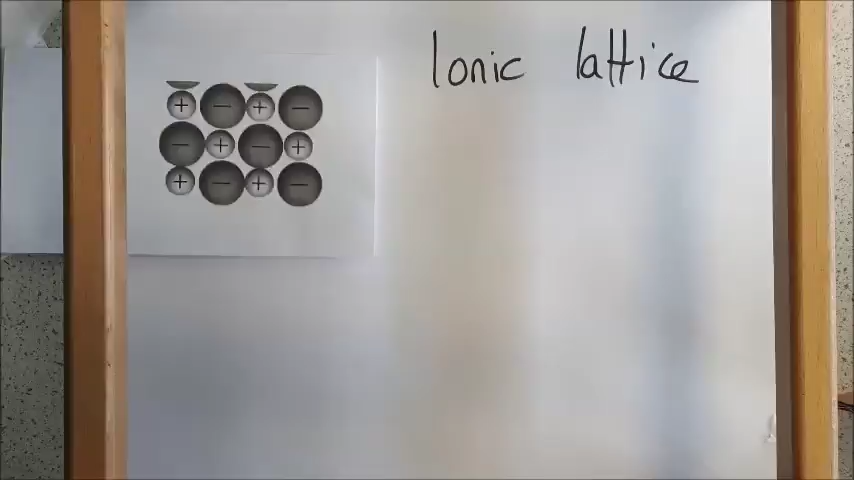 Ionic lattice
+ − + −
− + − +
+ − + −